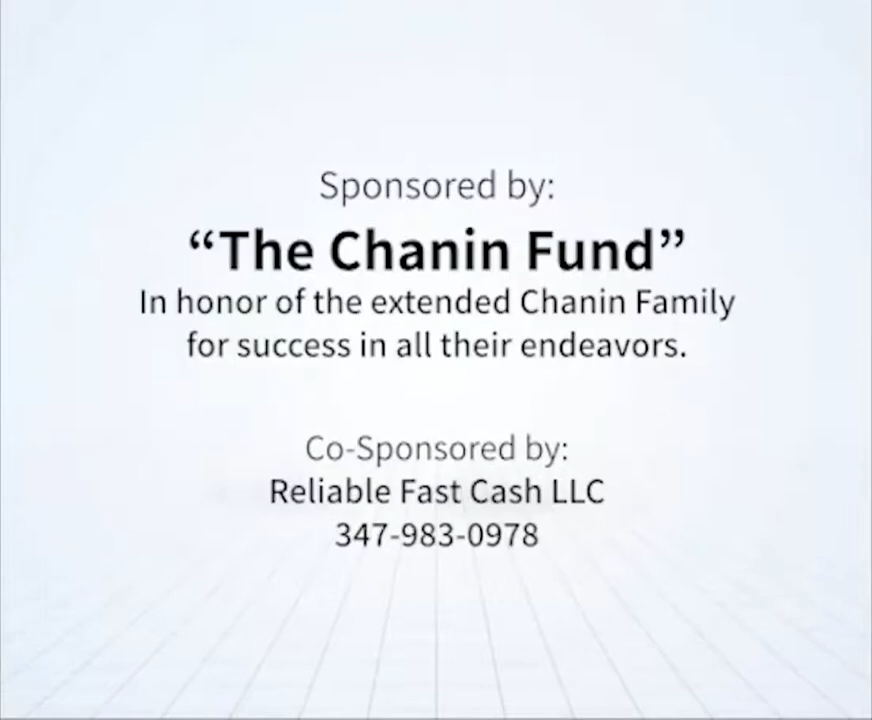 Sponsored by:
“The Chanin Fund”
In honor of the extended Chanin Family
for success in all their endeavors.
Co-Sponsored by:
Reliable Fast Cash LLC
347-983-0978